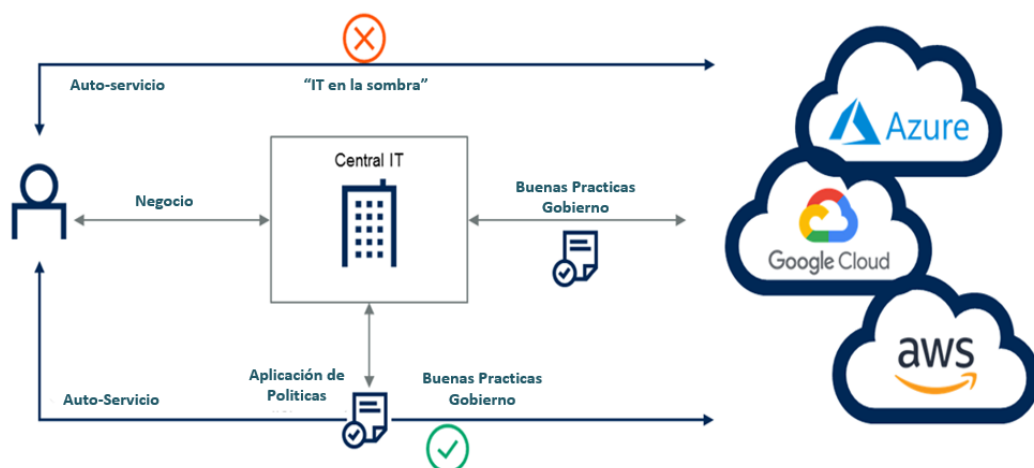 Auto-servicio
“IT en la sombra”
Azure
Central IT
Negocio
Buenas Practicas
Gobierno
Google Cloud
aws
Aplicación de
Politicas
Buenas Practicas
Gobierno
Auto-Servicio